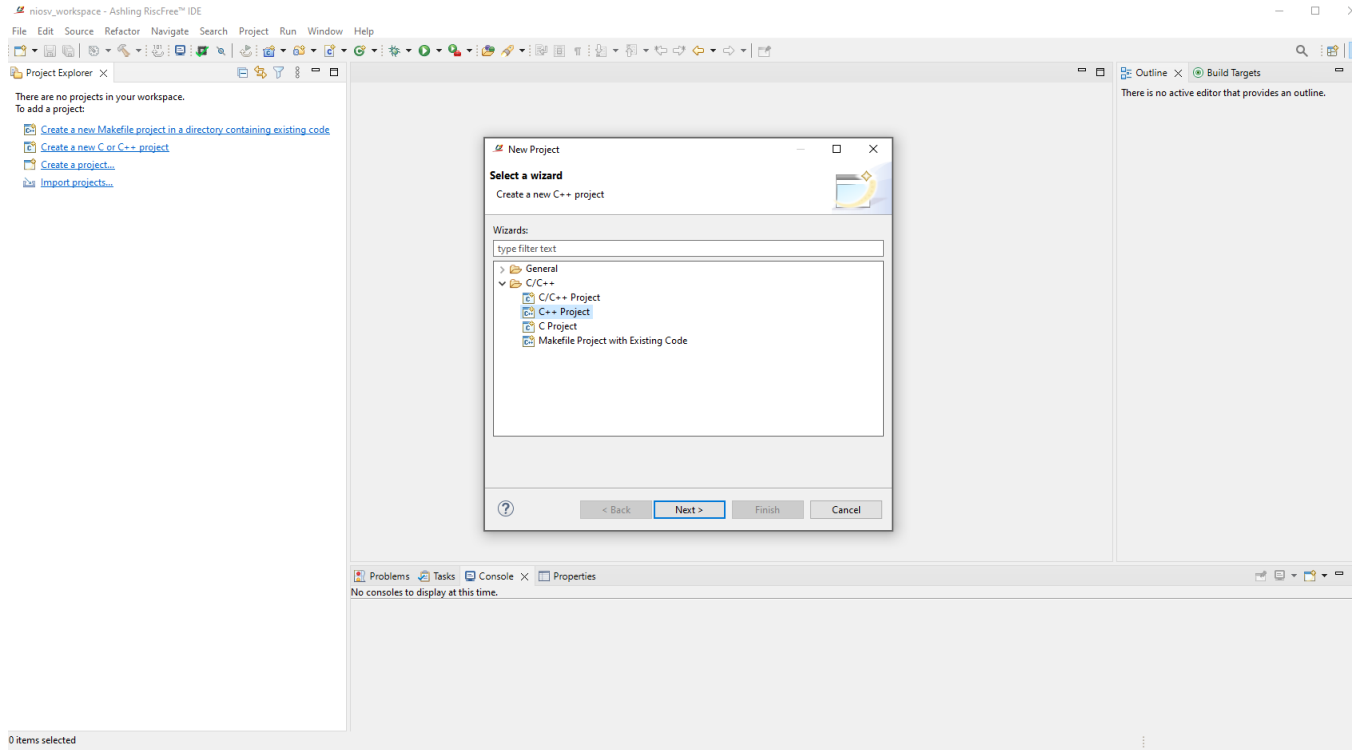 niosv_workspace - Ashling RiscFree™ IDE
File Edit Source Refactor Navigate Search Project Run Window Help
Project Explorer
There are no projects in your workspace.
To add a project:
Create a new Makefile project in a directory containing existing code
Create a new C or C++ project
Create a project...
Import projects...
New Project
Select a wizard
Create a new C++ project
Wizards:
type filter text
General
C/C++
C/C++ Project
C++ Project
C Project
Makefile Project with Existing Code
< Back Next > Finish Cancel
Outline Build Targets
There is no active editor that provides an outline.
Problems Tasks Console Properties
No consoles to display at this time.
0 items selected